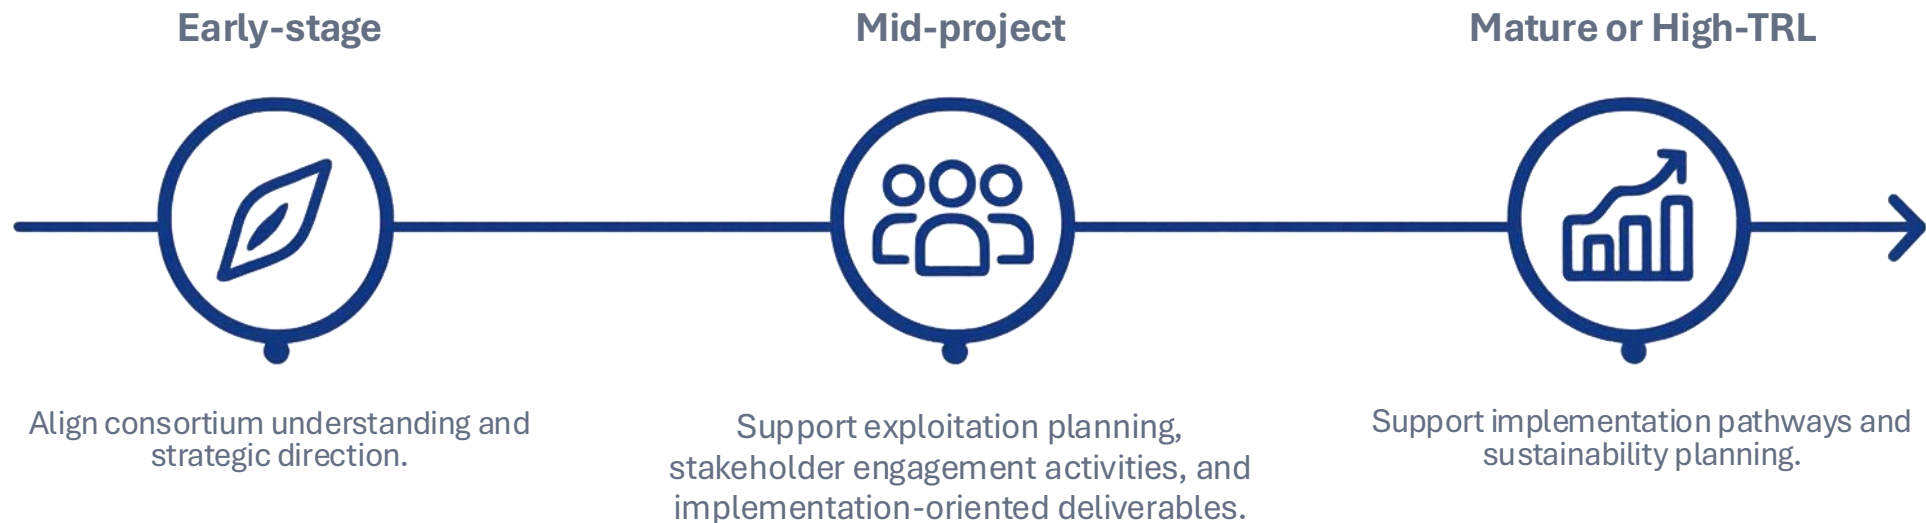 Early-stage
Mid-project
Mature or High-TRL
Align consortium understanding and
strategic direction.
Support exploitation planning,
stakeholder engagement activities, and
implementation-oriented deliverables.
Support implementation pathways and
sustainability planning.